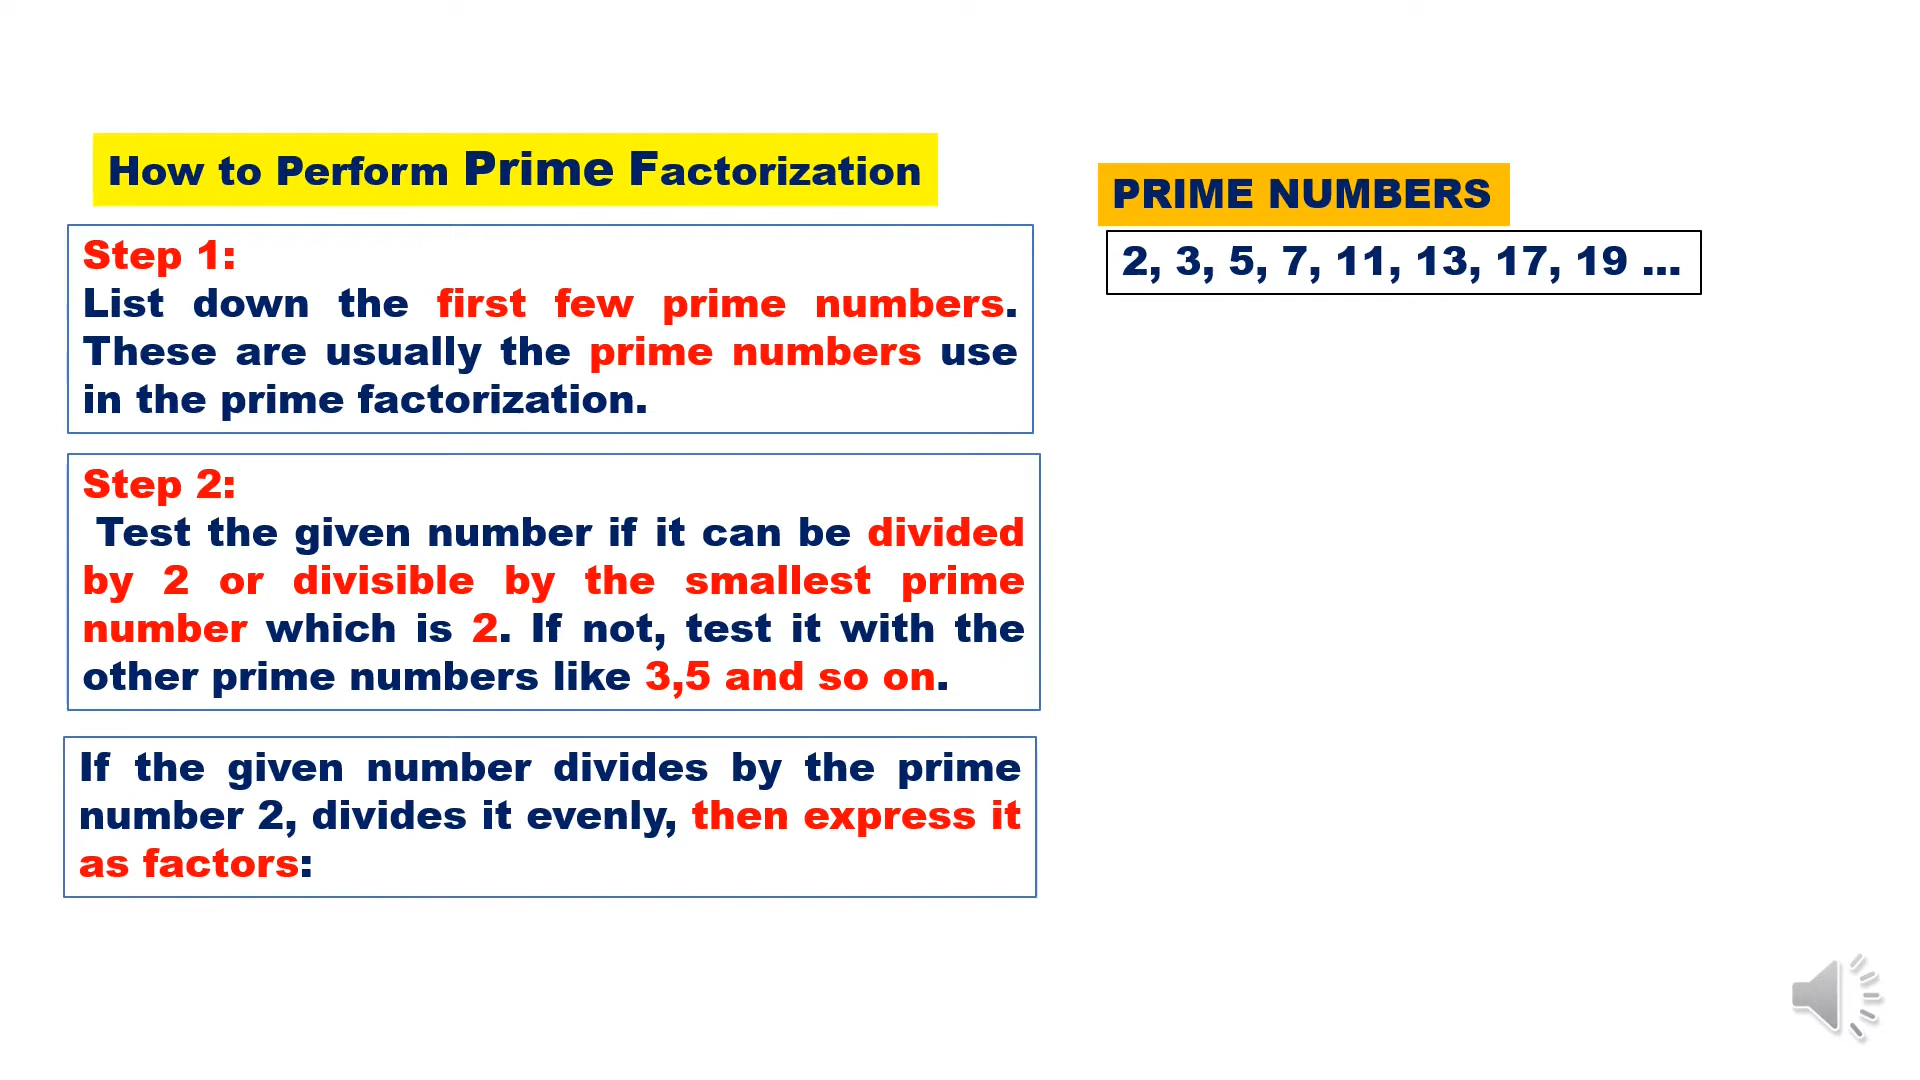 How to Perform Prime Factorization
Step 1:
List down the first few prime numbers.
These are usually the prime numbers use
in the prime factorization.
Step 2:
Test the given number if it can be divided
by 2 or divisible by the smallest prime
number which is 2. If not, test it with the
other prime numbers like 3,5 and so on.
If the given number divides by the prime
number 2, divides it evenly, then express it
as factors:
PRIME NUMBERS
2, 3, 5, 7, 11, 13, 17, 19 ...